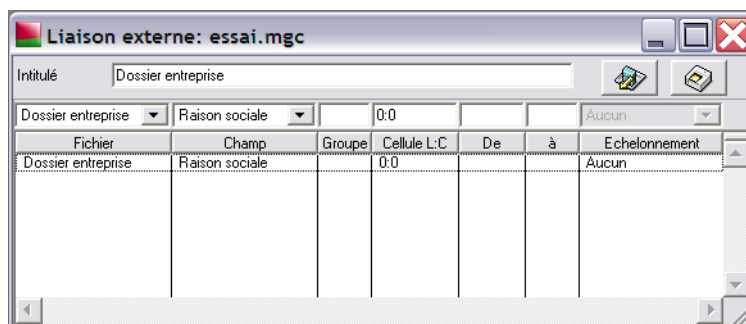 Liaison externe: essai.mgc
Intitulé Dossier entreprise
Dossier entreprise Raison sociale 0:0 Aucun
Fichier Champ Groupe Cellule L:C De à Echelonnement
Dossier entreprise Raison sociale 0:0 Aucun